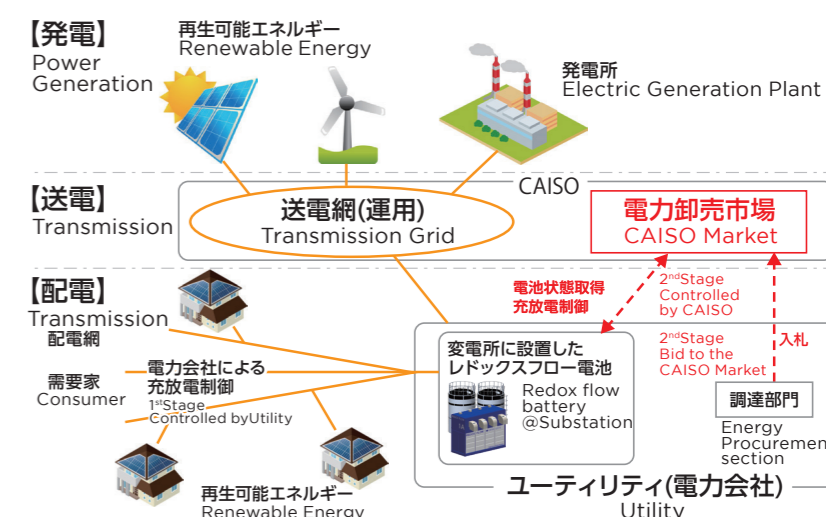 【発電】
Power
Generation
再生可能エネルギー
Renewable Energy
発電所
Electric Generation Plant
【送電】
Transmission
CAISO
送電網(運用)
Transmission Grid
電力卸売市場
CAISO Market
【配電】
Transmission
配電網
需要家
Consumer
電力会社による
充放電制御
1stStage
Controlled byUtility
再生可能エネルギー
Renewable Energy
電池状態取得
充放電制御
2ndStage
Controlled
by CAISO
2ndStage
Bid to the
CAISO Market
入札
変電所に設置した
レドックスフロー電池
Redox flow
battery
@Substation
調達部門
Energy
Procuremen
section
ユーティリティ(電力会社)
Utility